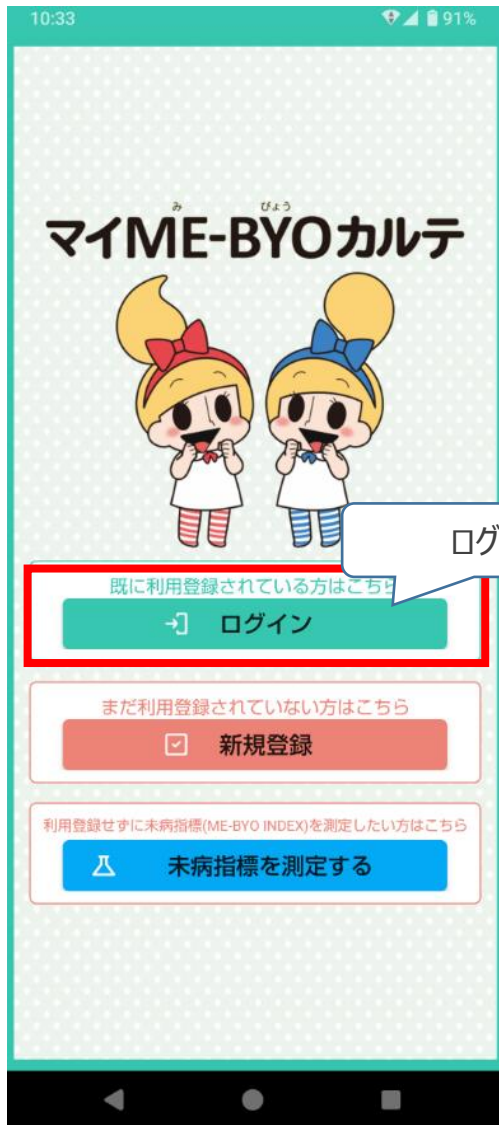 10:33
91%
み びょう
マイME-BYOカルテ
ログ
既に利用登録されている方はこちら
ログイン
まだ利用登録されていない方はこちら
新規登録
利用登録せずに未病指標(ME-BYO INDEX)を測定したい方はこちら
未病指標を測定する